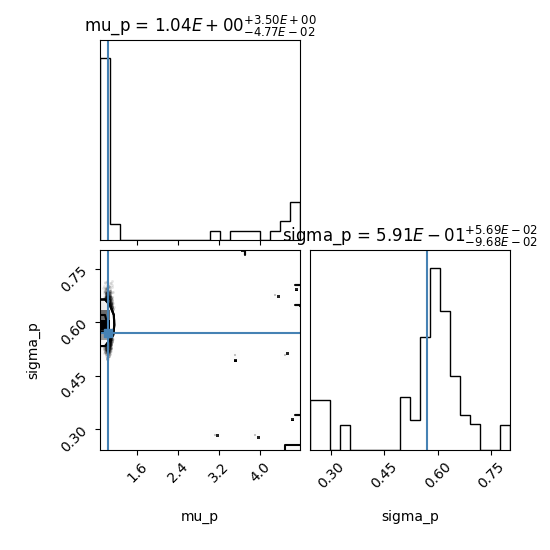 mu_p = 1.04E + 00 +3.50E + 00 −4.77E − 02
sigma_p = 5.91E − 01 +5.69E − 02 −9.68E − 02
0.75
0.60
0.45
0.30
sigma_p
1.6 2.4 3.2 4.0
0.30 0.45 0.60 0.75
mu_p
sigma_p